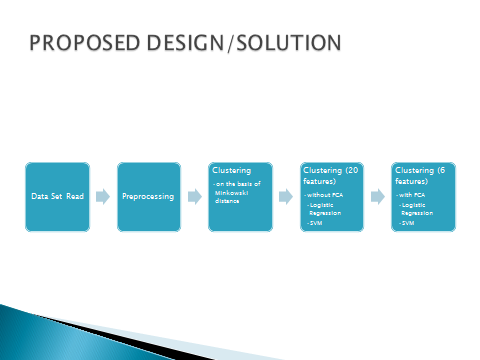 PROPOSED DESIGN/SOLUTION
Data Set Read
Preprocessing
Clustering
-on the basis of
Minkowski
distance
Clustering (20
features)
-without PCA
-Logistic
Regression
-SVM
Clustering (6
features)
-with PCA
-Logistic
Regression
-SVM